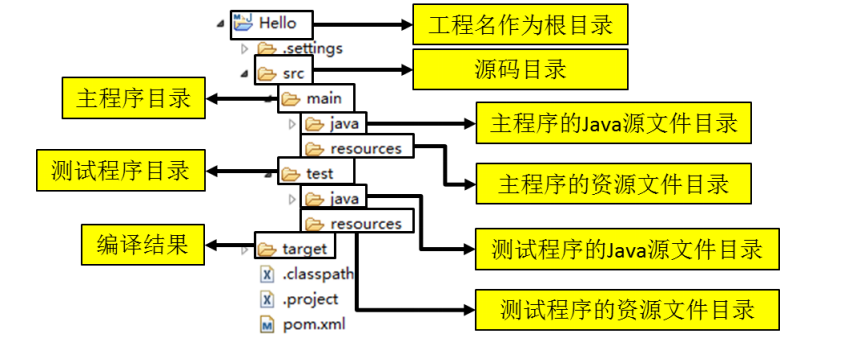 Hello
工程名作为根目录
.settings
src
源码目录
主程序目录
main
java
主程序的Java源文件目录
resources
测试程序目录
test
主程序的资源文件目录
java
resources
编译结果
target
测试程序的Java源文件目录
.classpath
.project
测试程序的资源文件目录
pom.xml